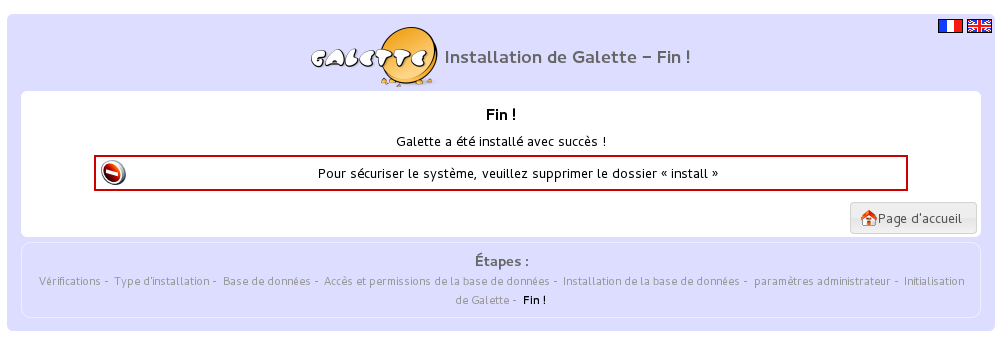 GALETTE Installation de Galette - Fin !
Fin !
Galette a été installé avec succès !
Pour sécuriser le système, veuillez supprimer le dossier « install »
Page d'accueil
Étapes :
Vérifications - Type d'installation - Base de données - Accès et permissions de la base de données - Installation de la base de données - paramètres administrateur - Initialisation
de Galette - Fin !